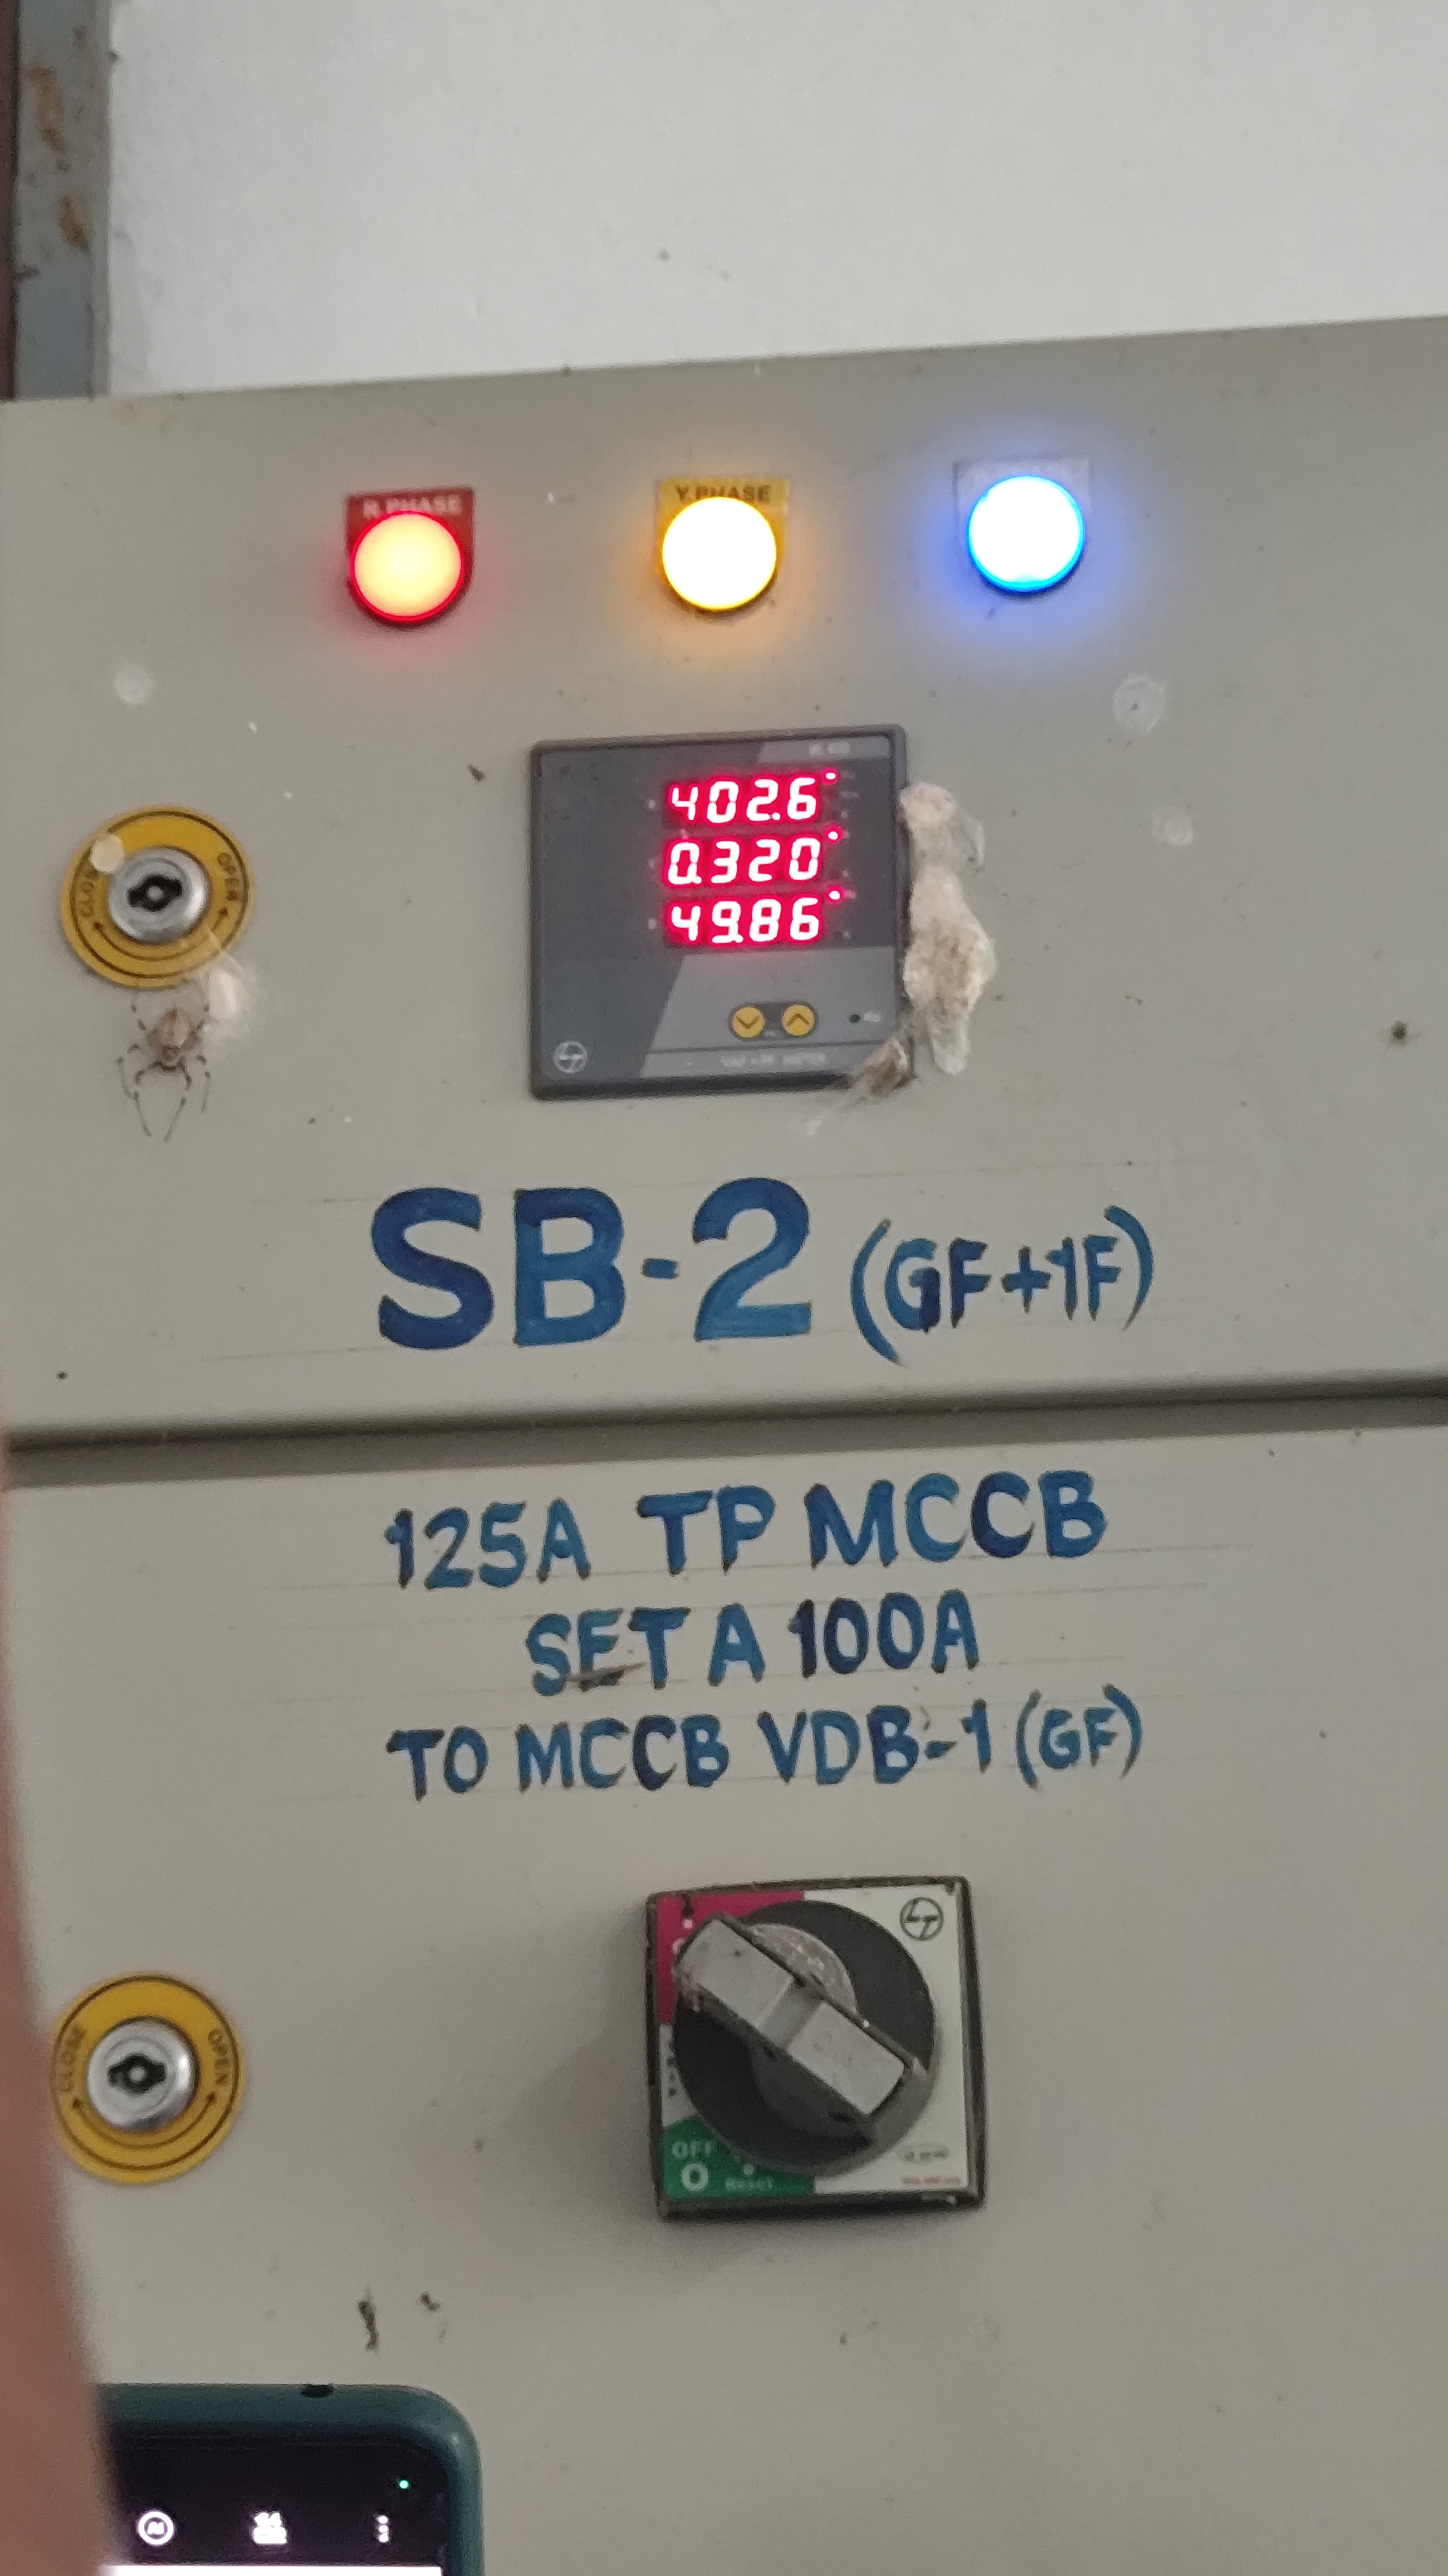 R. PHASE
Y. PHASE
402.6
0.320
49.86
CLOSE
OPEN
METER
SB-2 (GF+1F)
125A TP MCCB
SET A 100A
TO MCCB VDB-1 (GF)
CLOSE
OPEN
OFF
O
Reset